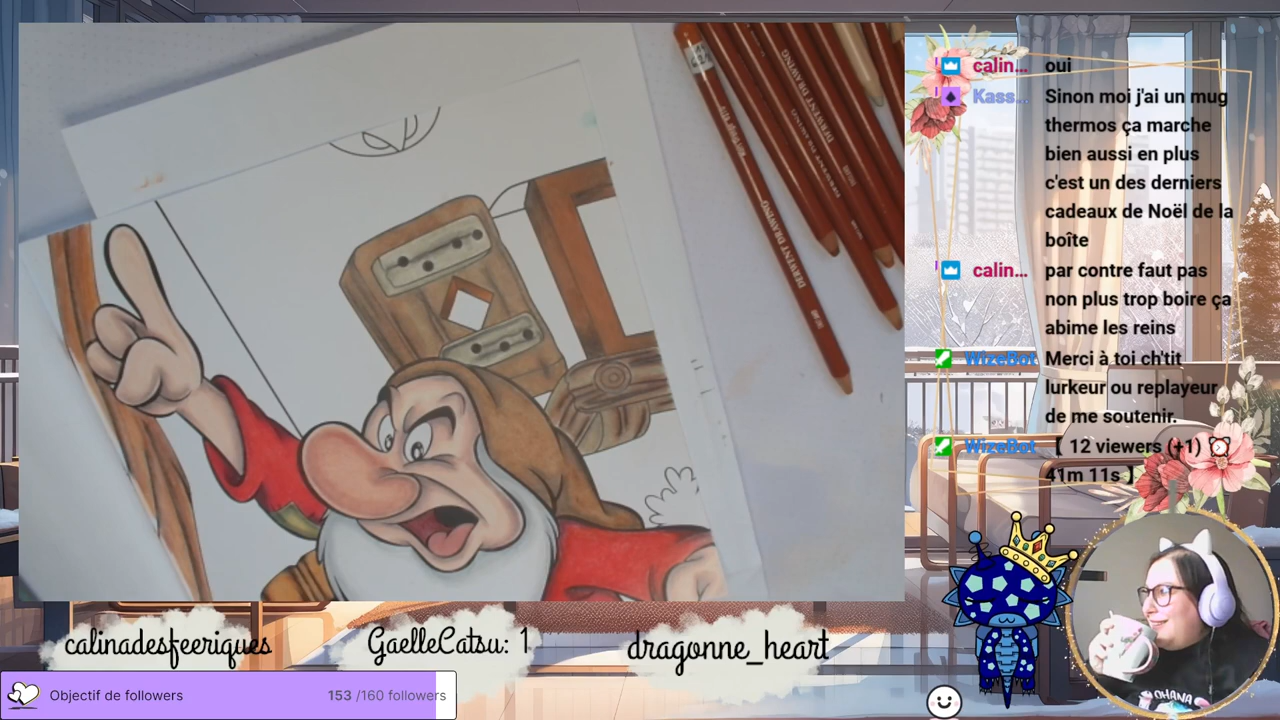 calin... oui
Kass... Sinon moi j'ai un mug
thermos ça marche
bien aussi en plus
c'est un des derniers
cadeaux de Noël de la
boîte
calin... par contre faut pas
non plus trop boire ça
abime les reins
WizeBot Merci à toi ch'tit
lurkeur ou replayeur
de me soutenir.
WizeBot 【 12 viewers (+1) ⏰
41m 11s 】
DERWENT DRAWING
DERWENT DRAWING
OHANA
calinadesfeeriques
GaelleCatsu: 1
dragonne_heart
Objectif de followers 153 /160 followers